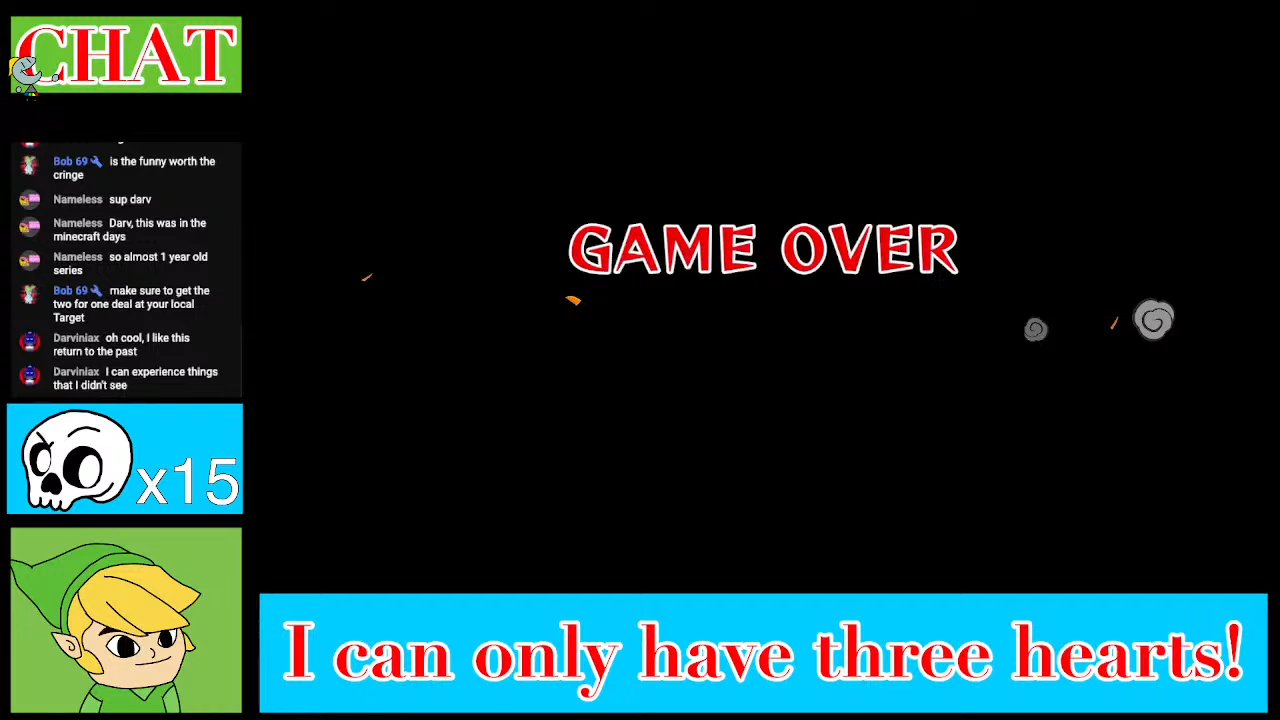 CHAT
Bob 69 is the funny worth the
cringe
Nameless sup darv
Nameless Darv, this was in the
minecraft days
Nameless so almost 1 year old
series
Bob 69 make sure to get the
two for one deal at your local
Target
Darviniax oh cool, I like this
return to the past
Darviniax I can experience things
that I didn't see
GAME OVER
x15
I can only have three hearts!